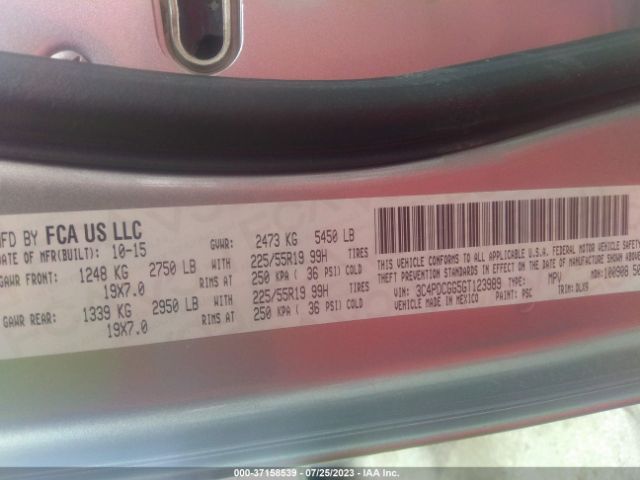 MFD BY FCA US LLC
DATE OF MFR(BUILT): 10-15
GVWR: 2473 KG 5450 LB
GAWR FRONT: 1248 KG 2750 LB
WITH 225/55R19 99H TIRES
19X7.0 RIMS AT 250 KPA ( 36 PSI) COLD
GAWR REAR: 1339 KG 2950 LB
WITH 225/55R19 99H TIRES
19X7.0 RIMS AT 250 KPA ( 36 PSI) COLD
THIS VEHICLE CONFORMS TO ALL APPLICABLE U.S.A. FEDERAL MOTOR VEHICLE
THEFT PREVENTION STANDARDS IN EFFECT ON THE DATE OF MANUFACTURE SHOWN ABOVE
VIN: 3C4PDCGG5GT123989 TYPE: MPV MDH: 100908
VEHICLE MADE IN MEXICO PAINT: PSC TRIM: DLX9
000-37158539 - 07/25/2023 - IAA Inc.